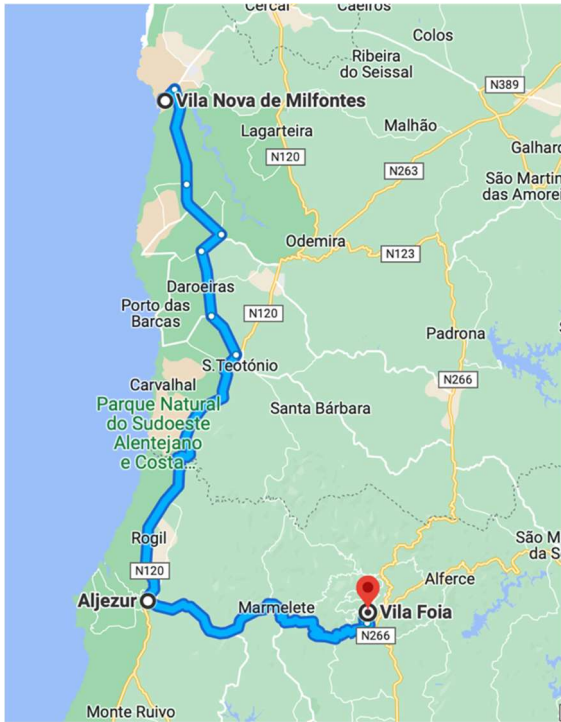 Cercal
Caeiros
Colos
Ribeira
do Seissal
N389
Vila Nova de Milfontes
Lagarteira
Malhão
N120
Galhard
N263
São Martin
das Amorei
Odemira
N123
Daroeiras
Porto das
Barcas
N120
Padrona
S.Teotónio
Carvalhal
N266
Parque Natural
do Sudoeste
Alentejano
e Costa...
Santa Bárbara
Rogil
São M
da S
N120
Alferce
Aljezur
Marmelete
Vila Foia
N266
Monte Ruivo